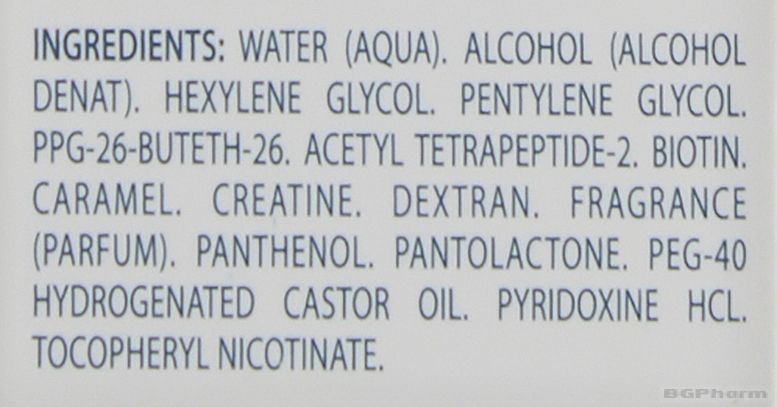 INGREDIENTS: WATER (AQUA). ALCOHOL (ALCOHOL
DENAT). HEXYLENE GLYCOL. PENTYLENE GLYCOL.
PPG-26-BUTETH-26. ACETYL TETRAPEPTIDE-2. BIOTIN.
CARAMEL. CREATINE. DEXTRAN. FRAGRANCE
(PARFUM). PANTHENOL. PANTOLACTONE. PEG-40
HYDROGENATED CASTOR OIL. PYRIDOXINE HCL.
TOCOPHERYL NICOTINATE.
BGPharm